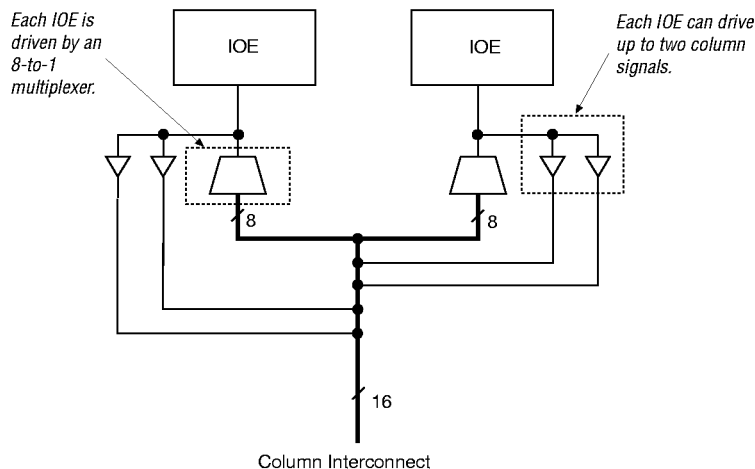 Each IOE is
driven by an
8-to-1
multiplexer.
IOE
IOE
Each IOE can drive
up to two column
signals.
8
8
16
Column Interconnect